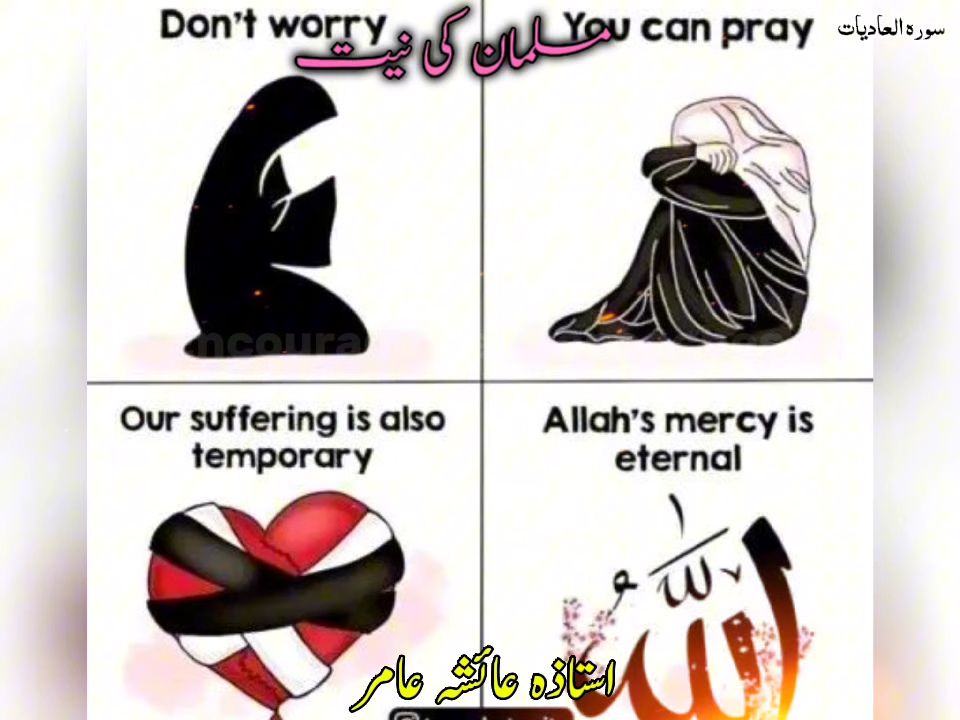 Don't worry
You can pray
سورہ العادیات
مسلمان کی نیت
Our suffering is also
temporary
Allah's mercy is
eternal
الله
استاذہ عائشہ عامر